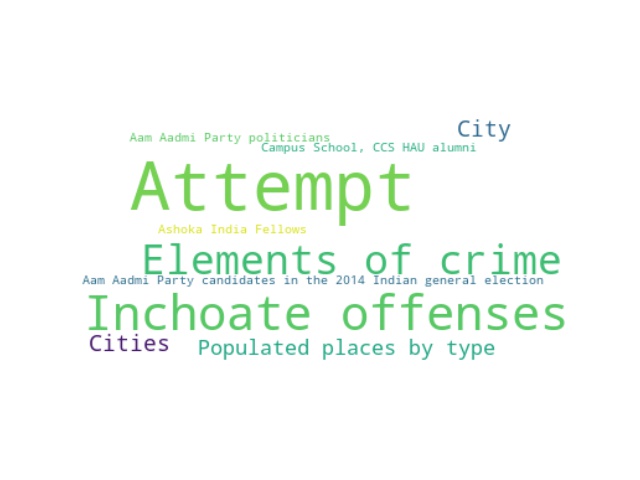 City
Aam Aadmi Party politicians
Campus School, CCS HAU alumni
Attempt
Ashoka India Fellows
Elements of crime
Aam Aadmi Party candidates in the 2014 Indian general election
Inchoate offenses
Cities
Populated places by type